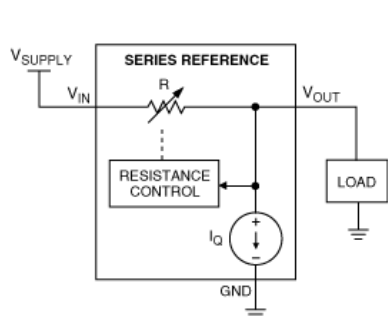 VSUPPLY
SERIES REFERENCE
R
VIN
VOUT
RESISTANCE
CONTROL
LOAD
IQ
+
–
GND